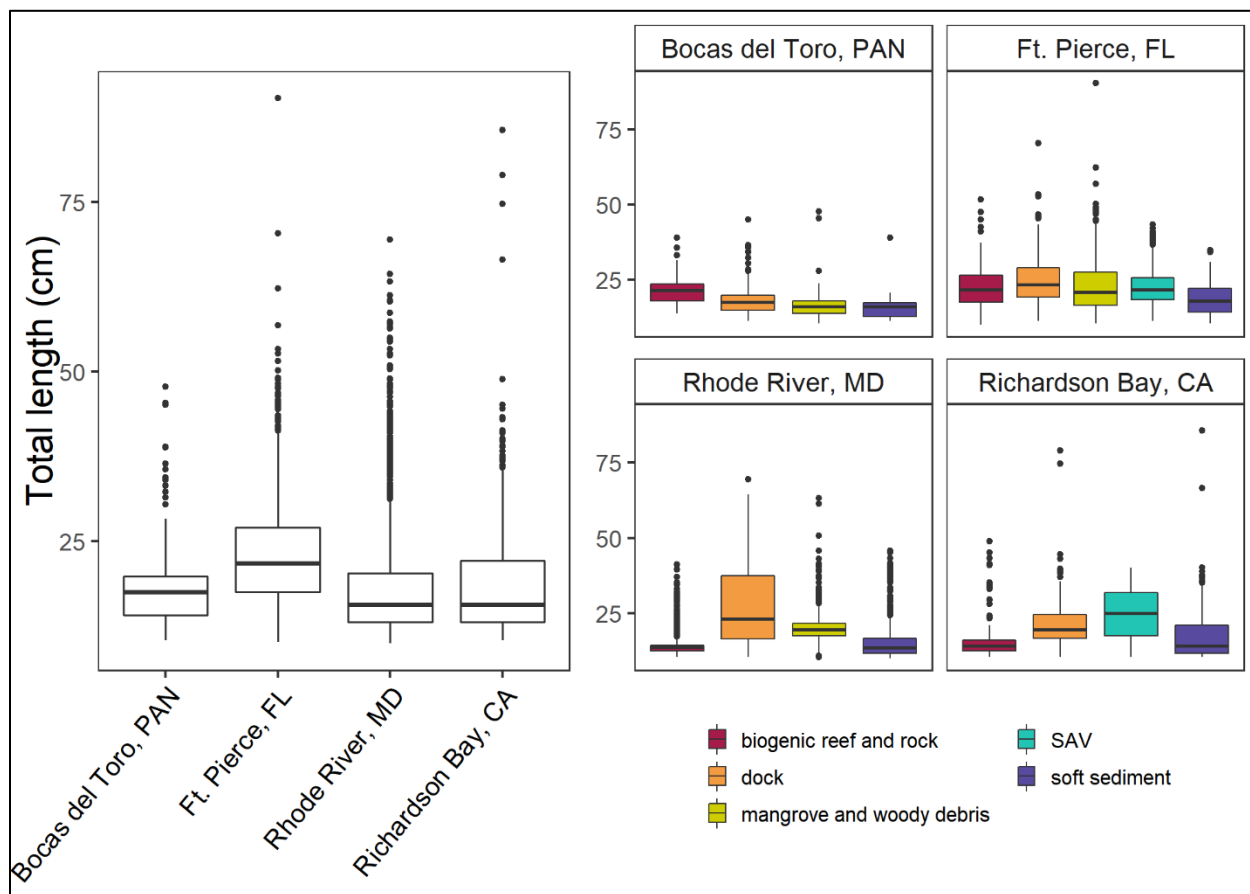 Total length (cm)
75
50
25
Bocas del Toro, PAN
Ft. Pierce, FL
Rhode River, MD
Richardson Bay, CA
Bocas del Toro, PAN
Ft. Pierce, FL
75
50
25
Rhode River, MD
Richardson Bay, CA
75
50
25
biogenic reef and rock
dock
mangrove and woody debris
SAV
soft sediment